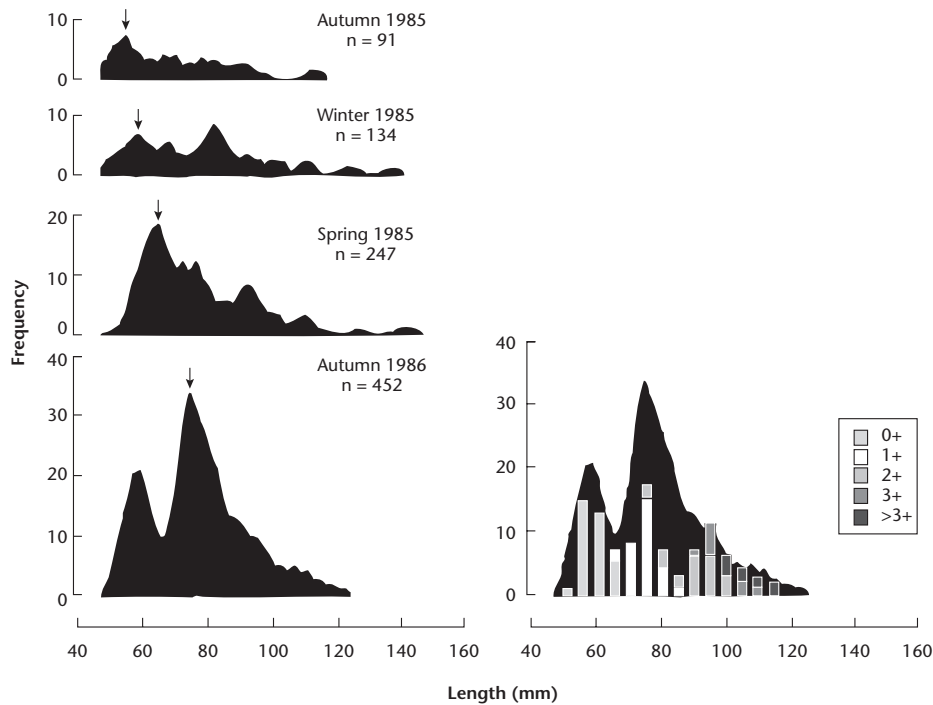 Autumn 1985
n = 91
10
0
Winter 1985
n = 134
10
0
Spring 1985
n = 247
20
10
0
Frequency
Autumn 1986
n = 452
40
30
20
10
0
40 60 80 100 120 140 160
40
30
20
10
0
0+
1+
2+
3+
>3+
40 60 80 100 120 140 160
Length (mm)